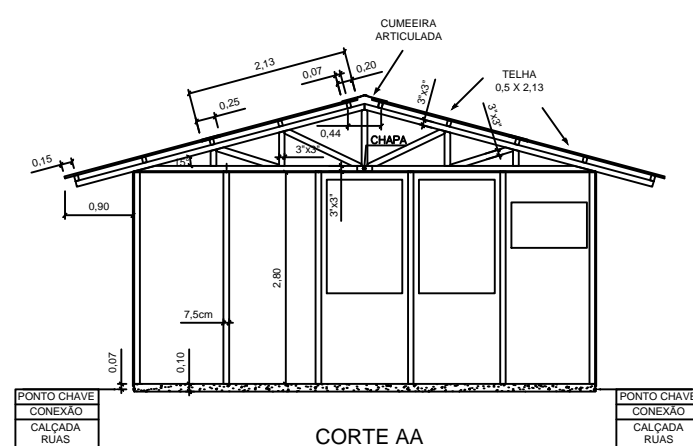 CUMEEIRA
ARTICULADA
2,13
0,07
0,20
TELHA
0,5 X 2,13
0,25
3"x3"
3"x3"
0,44
CHAPA
0,15
15°
3"x3"
3"x3"
0,90
2,80
7,5cm
0,07
0,10
PONTO CHAVE
CONEXÃO
CALÇADA
RUAS
CORTE AA
PONTO CHAVE
CONEXÃO
CALÇADA
RUAS